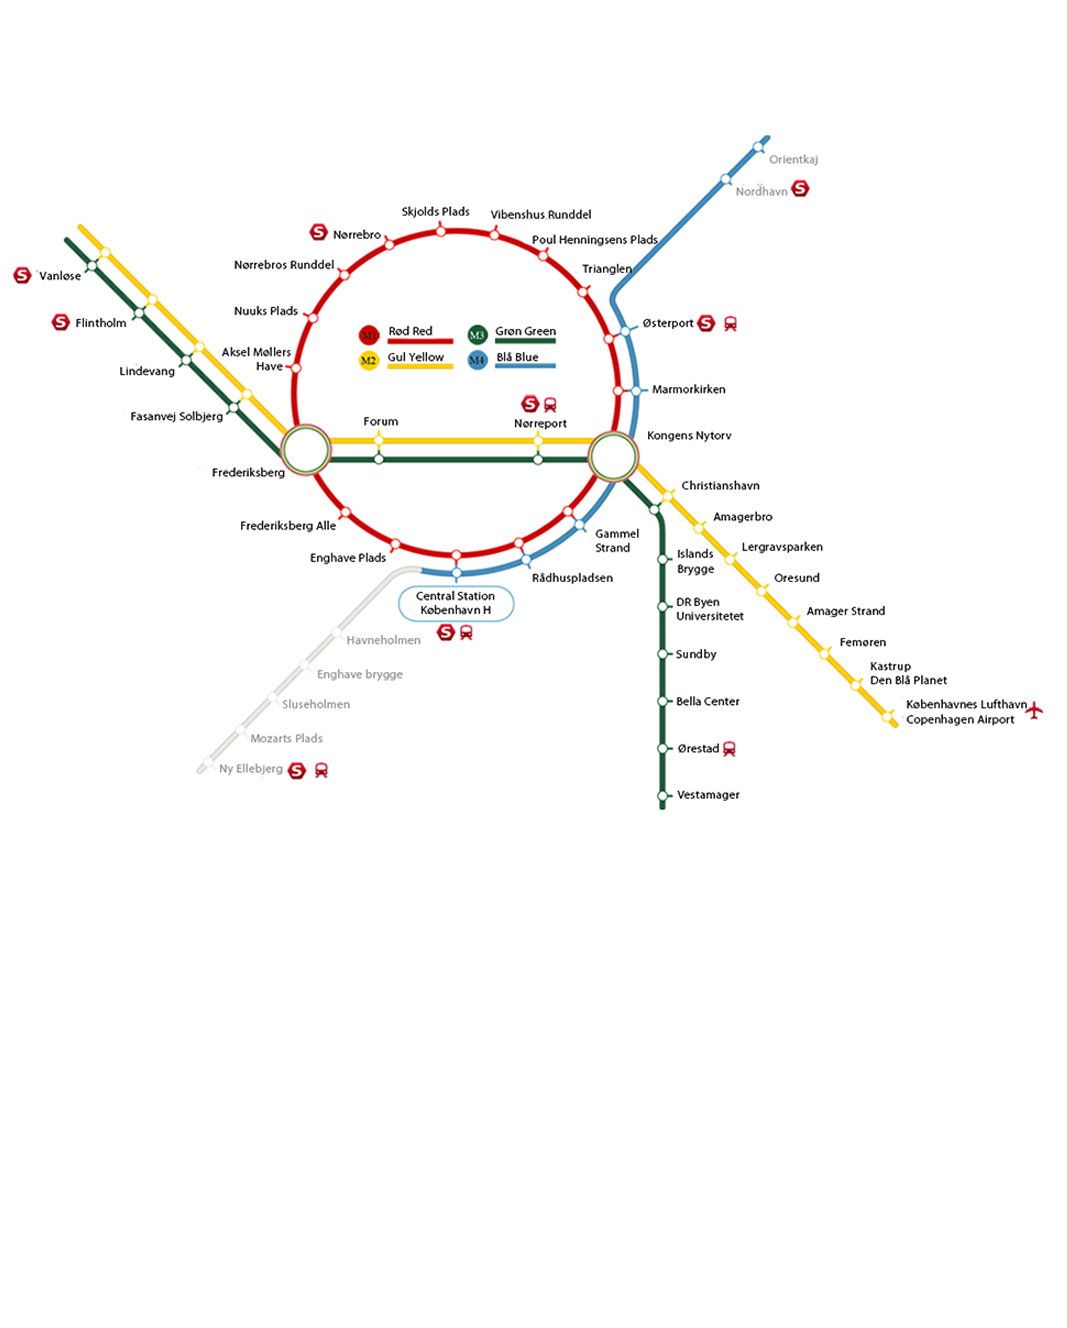 Orientkaj
Nordhavn S
Skjolds Plads
Vibenshus Runddel
S Nørrebro
Poul Henningsens Plads
Nørrebros Runddel
Trianglen
S Vanløse
Nuuks Plads
S Flintholm
Østerport S
M1 Rød Red
M3 Grøn Green
Aksel Møllers
Have
M2 Gul Yellow
M4 Blå Blue
Lindevang
Marmorkirken
S
Fasanvej Solbjerg
Forum
Nørreport
Kongens Nytorv
Frederiksberg
Christianshavn
Frederiksberg Alle
Amagerbro
Gammel
Strand
Enghave Plads
Lergravsparken
Islands
Brygge
Rådhuspladsen
Oresund
Central Station
København H
S
DR Byen
Universitetet
Amager Strand
Havneholmen
Femøren
Sundby
Enghave brygge
Kastrup
Den Blå Planet
Sluseholmen
Bella Center
Københavnes Lufthavn
Copenhagen Airport
Mozarts Plads
Ørestad
Ny Ellebjerg S
Vestamager